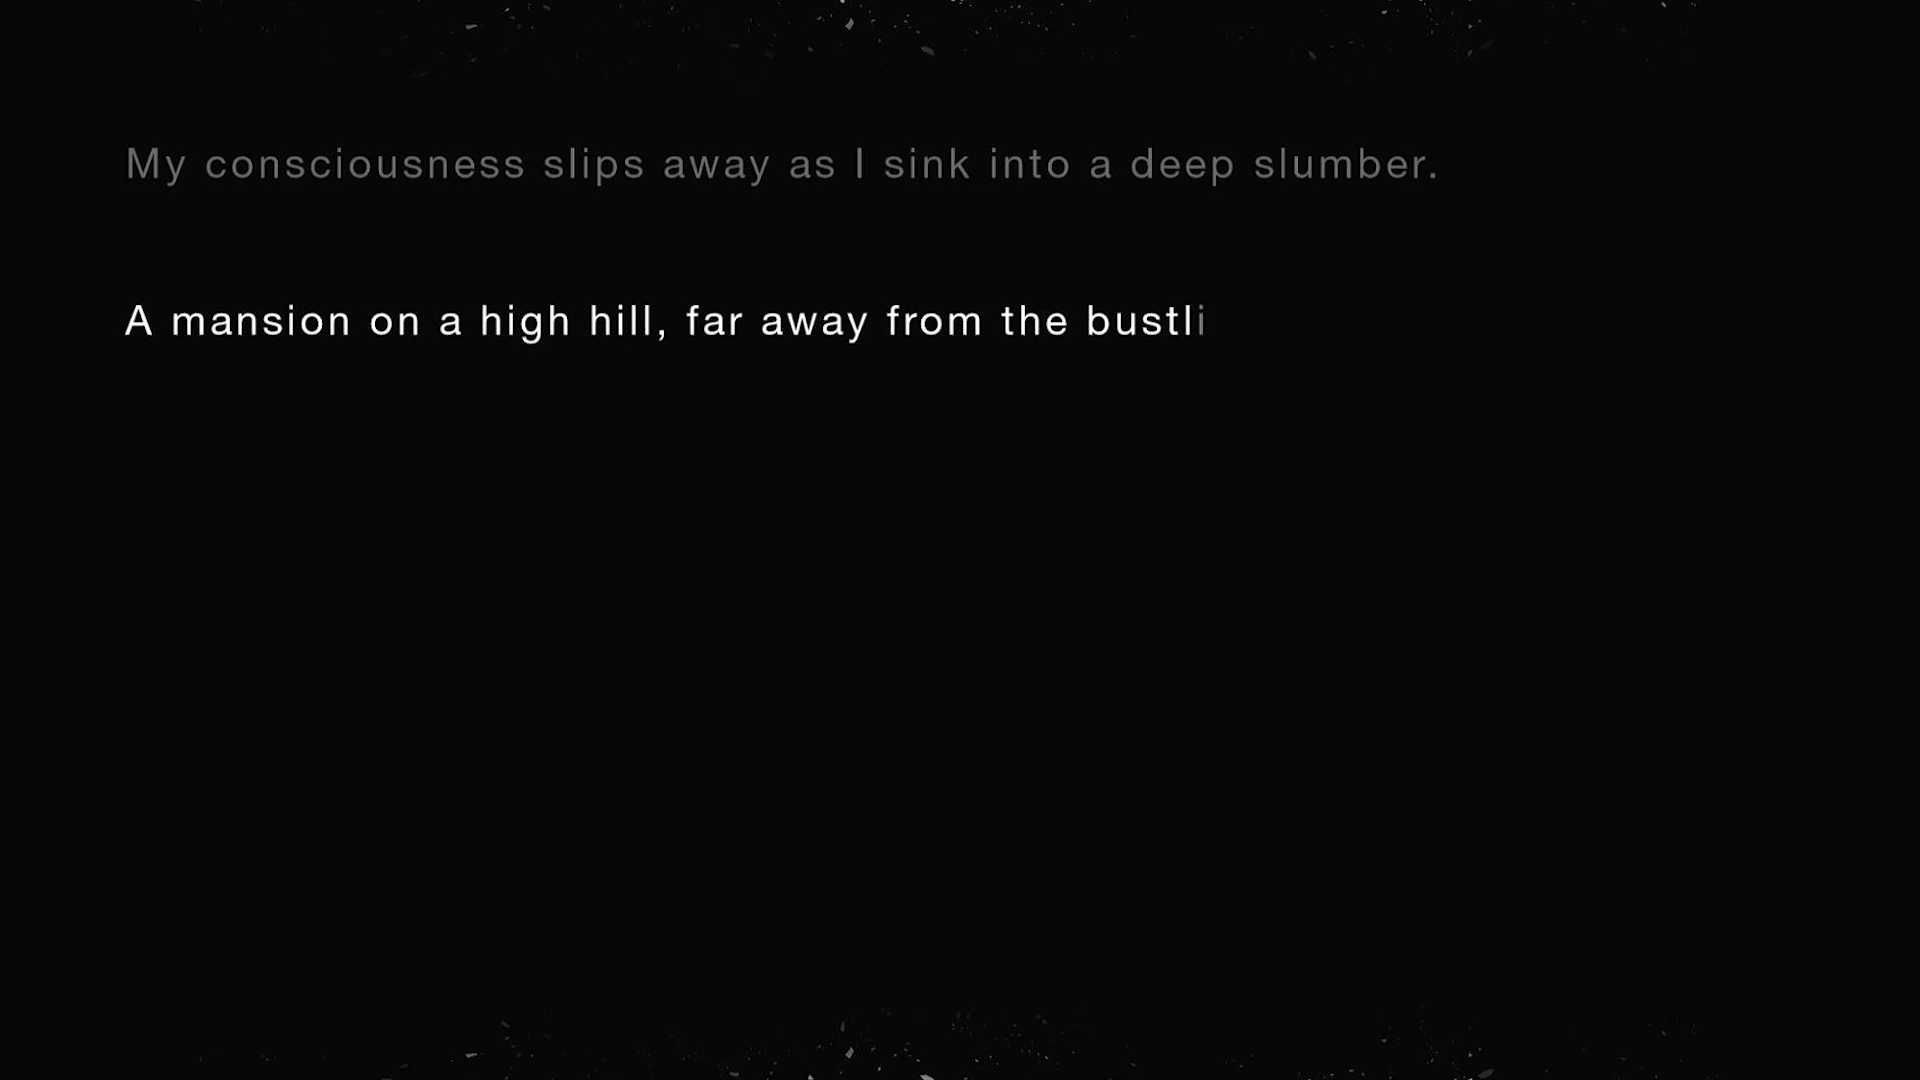 My consciousness slips away as I sink into a deep slumber.
A mansion on a high hill, far away from the bustli